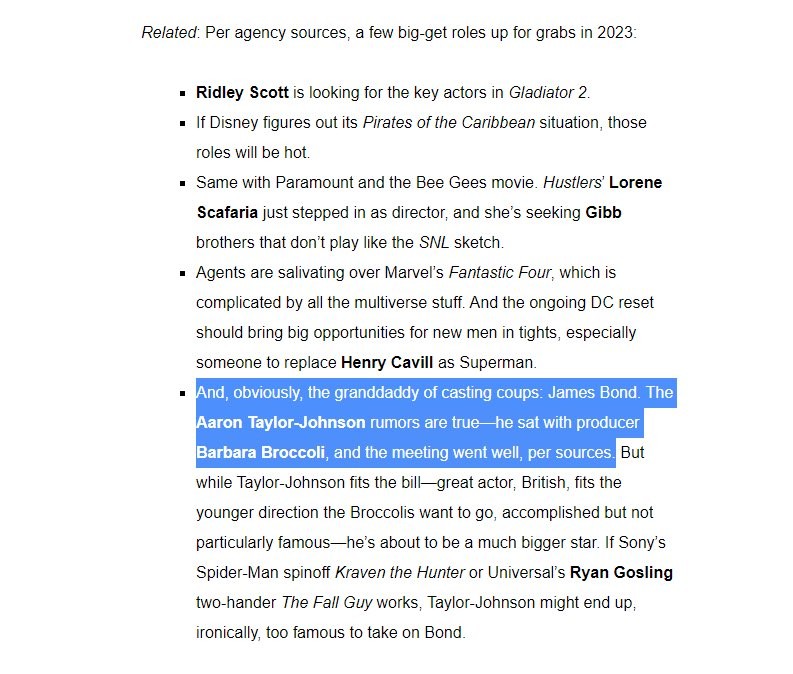 Related: Per agency sources, a few big-get roles up for grabs in 2023:
▪ Ridley Scott is looking for the key actors in Gladiator 2.
▪ If Disney figures out its Pirates of the Caribbean situation, those
roles will be hot.
▪ Same with Paramount and the Bee Gees movie. Hustlers’ Lorene
Scafaria just stepped in as director, and she’s seeking Gibb
brothers that don’t play like the SNL sketch.
▪ Agents are salivating over Marvel’s Fantastic Four, which is
complicated by all the multiverse stuff. And the ongoing DC reset
should bring big opportunities for new men in tights, especially
someone to replace Henry Cavill as Superman.
▪ And, obviously, the granddaddy of casting coups: James Bond. The
Aaron Taylor-Johnson rumors are true—he sat with producer
Barbara Broccoli, and the meeting went well, per sources. But
while Taylor-Johnson fits the bill—great actor, British, fits the
younger direction the Broccolis want to go, accomplished but not
particularly famous—he’s about to be a much bigger star. If Sony’s
Spider-Man spinoff Kraven the Hunter or Universal’s Ryan Gosling
two-hander The Fall Guy works, Taylor-Johnson might end up,
ironically, too famous to take on Bond.